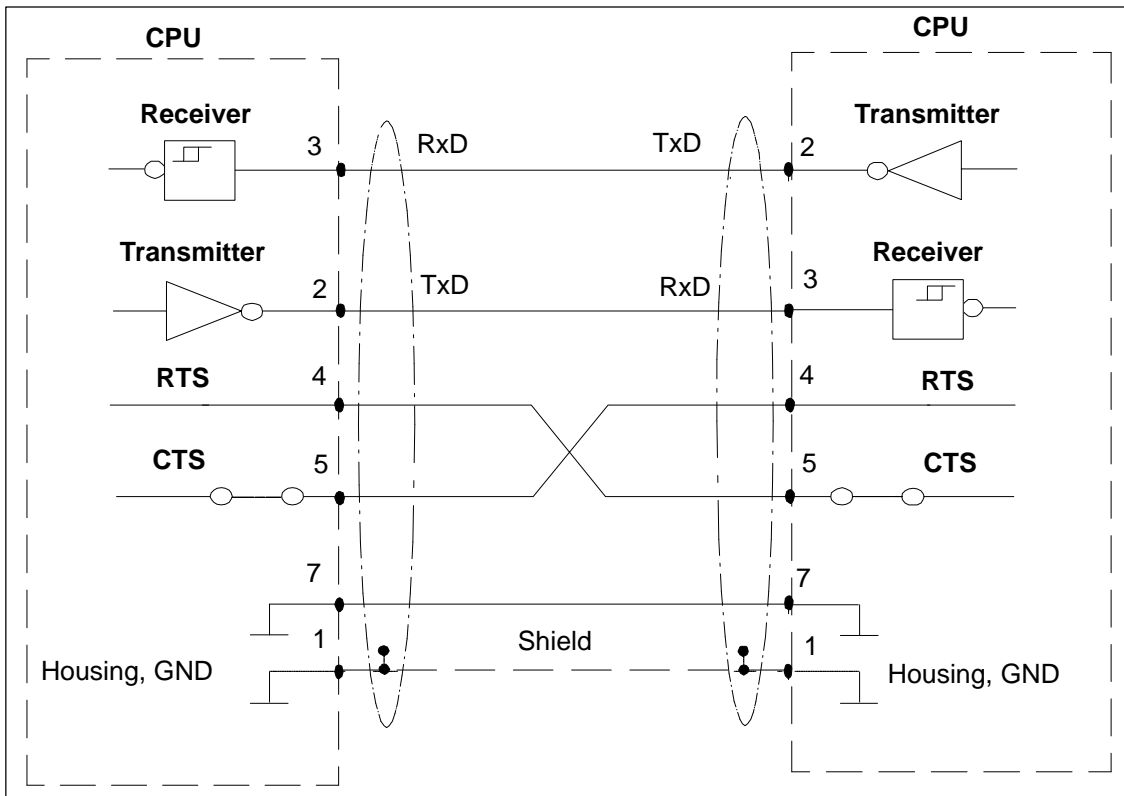 CPU
CPU
Receiver
Transmitter
3
RxD
TxD
2
Transmitter
Receiver
2
TxD
RxD
3
RTS
4
4
RTS
CTS
5
5
CTS
7
7
1
Shield
1
Housing, GND
Housing, GND